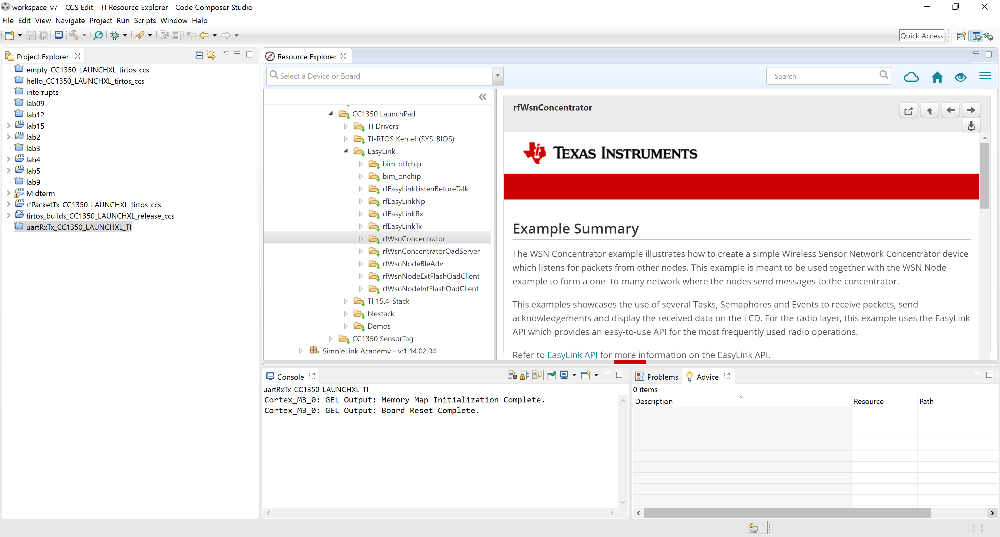 workspace_v7 - CCS Edit - TI Resource Explorer - Code Composer Studio
File Edit View Navigate Project Run Scripts Window Help
Quick Access
Project Explorer
empty_CC1350_LAUNCHXL_tirtos_ccs
hello_CC1350_LAUNCHXL_tirtos_ccs
interrupts
lab09
lab12
lab15
lab2
lab3
lab4
lab5
lab9
Midterm
rfPacketTx_CC1350_LAUNCHXL_tirtos_ccs
tirtos_builds_CC1350_LAUNCHXL_release_ccs
uartRxTx_CC1350_LAUNCHXL_TI
Resource Explorer
Select a Device or Board
Search
CC1350 LaunchPad
TI Drivers
TI-RTOS Kernel (SYS_BIOS)
EasyLink
bim_offchip
bim_onchip
rfEasyLinkListenBeforeTalk
rfEasyLinkNp
rfEasyLinkRx
rfEasyLinkTx
rfWsnConcentrator
rfWsnConcentratorOadServer
rfWsnNodeBleAdv
rfWsnNodeExtFlashOadClient
rfWsnNodeIntFlashOadClient
TI 15.4-Stack
blestack
Demos
CC1350 SensorTag
SimpleLink Academy - v:1.14.02.04
rfWsnConcentrator
TEXAS INSTRUMENTS
Example Summary
The WSN Concentrator example illustrates how to create a simple Wireless Sensor Network Concentrator device
which listens for packets from other nodes. This example is meant to be used together with the WSN Node
example to form a one- to-many network where the nodes send messages to the concentrator.
This examples showcases the use of several Tasks, Semaphores and Events to receive packets, send
acknowledgements and display the received data on the LCD. For the radio layer, this example uses the EasyLink
API which provides an easy-to-use API for the most frequently used radio operations.
Refer to EasyLink API for more information on the EasyLink API.
Console
uartRxTx_CC1350_LAUNCHXL_TI
Cortex_M3_0: GEL Output: Memory Map Initialization Complete.
Cortex_M3_0: GEL Output: Board Reset Complete.
Problems Advice
0 items
Description Resource Path